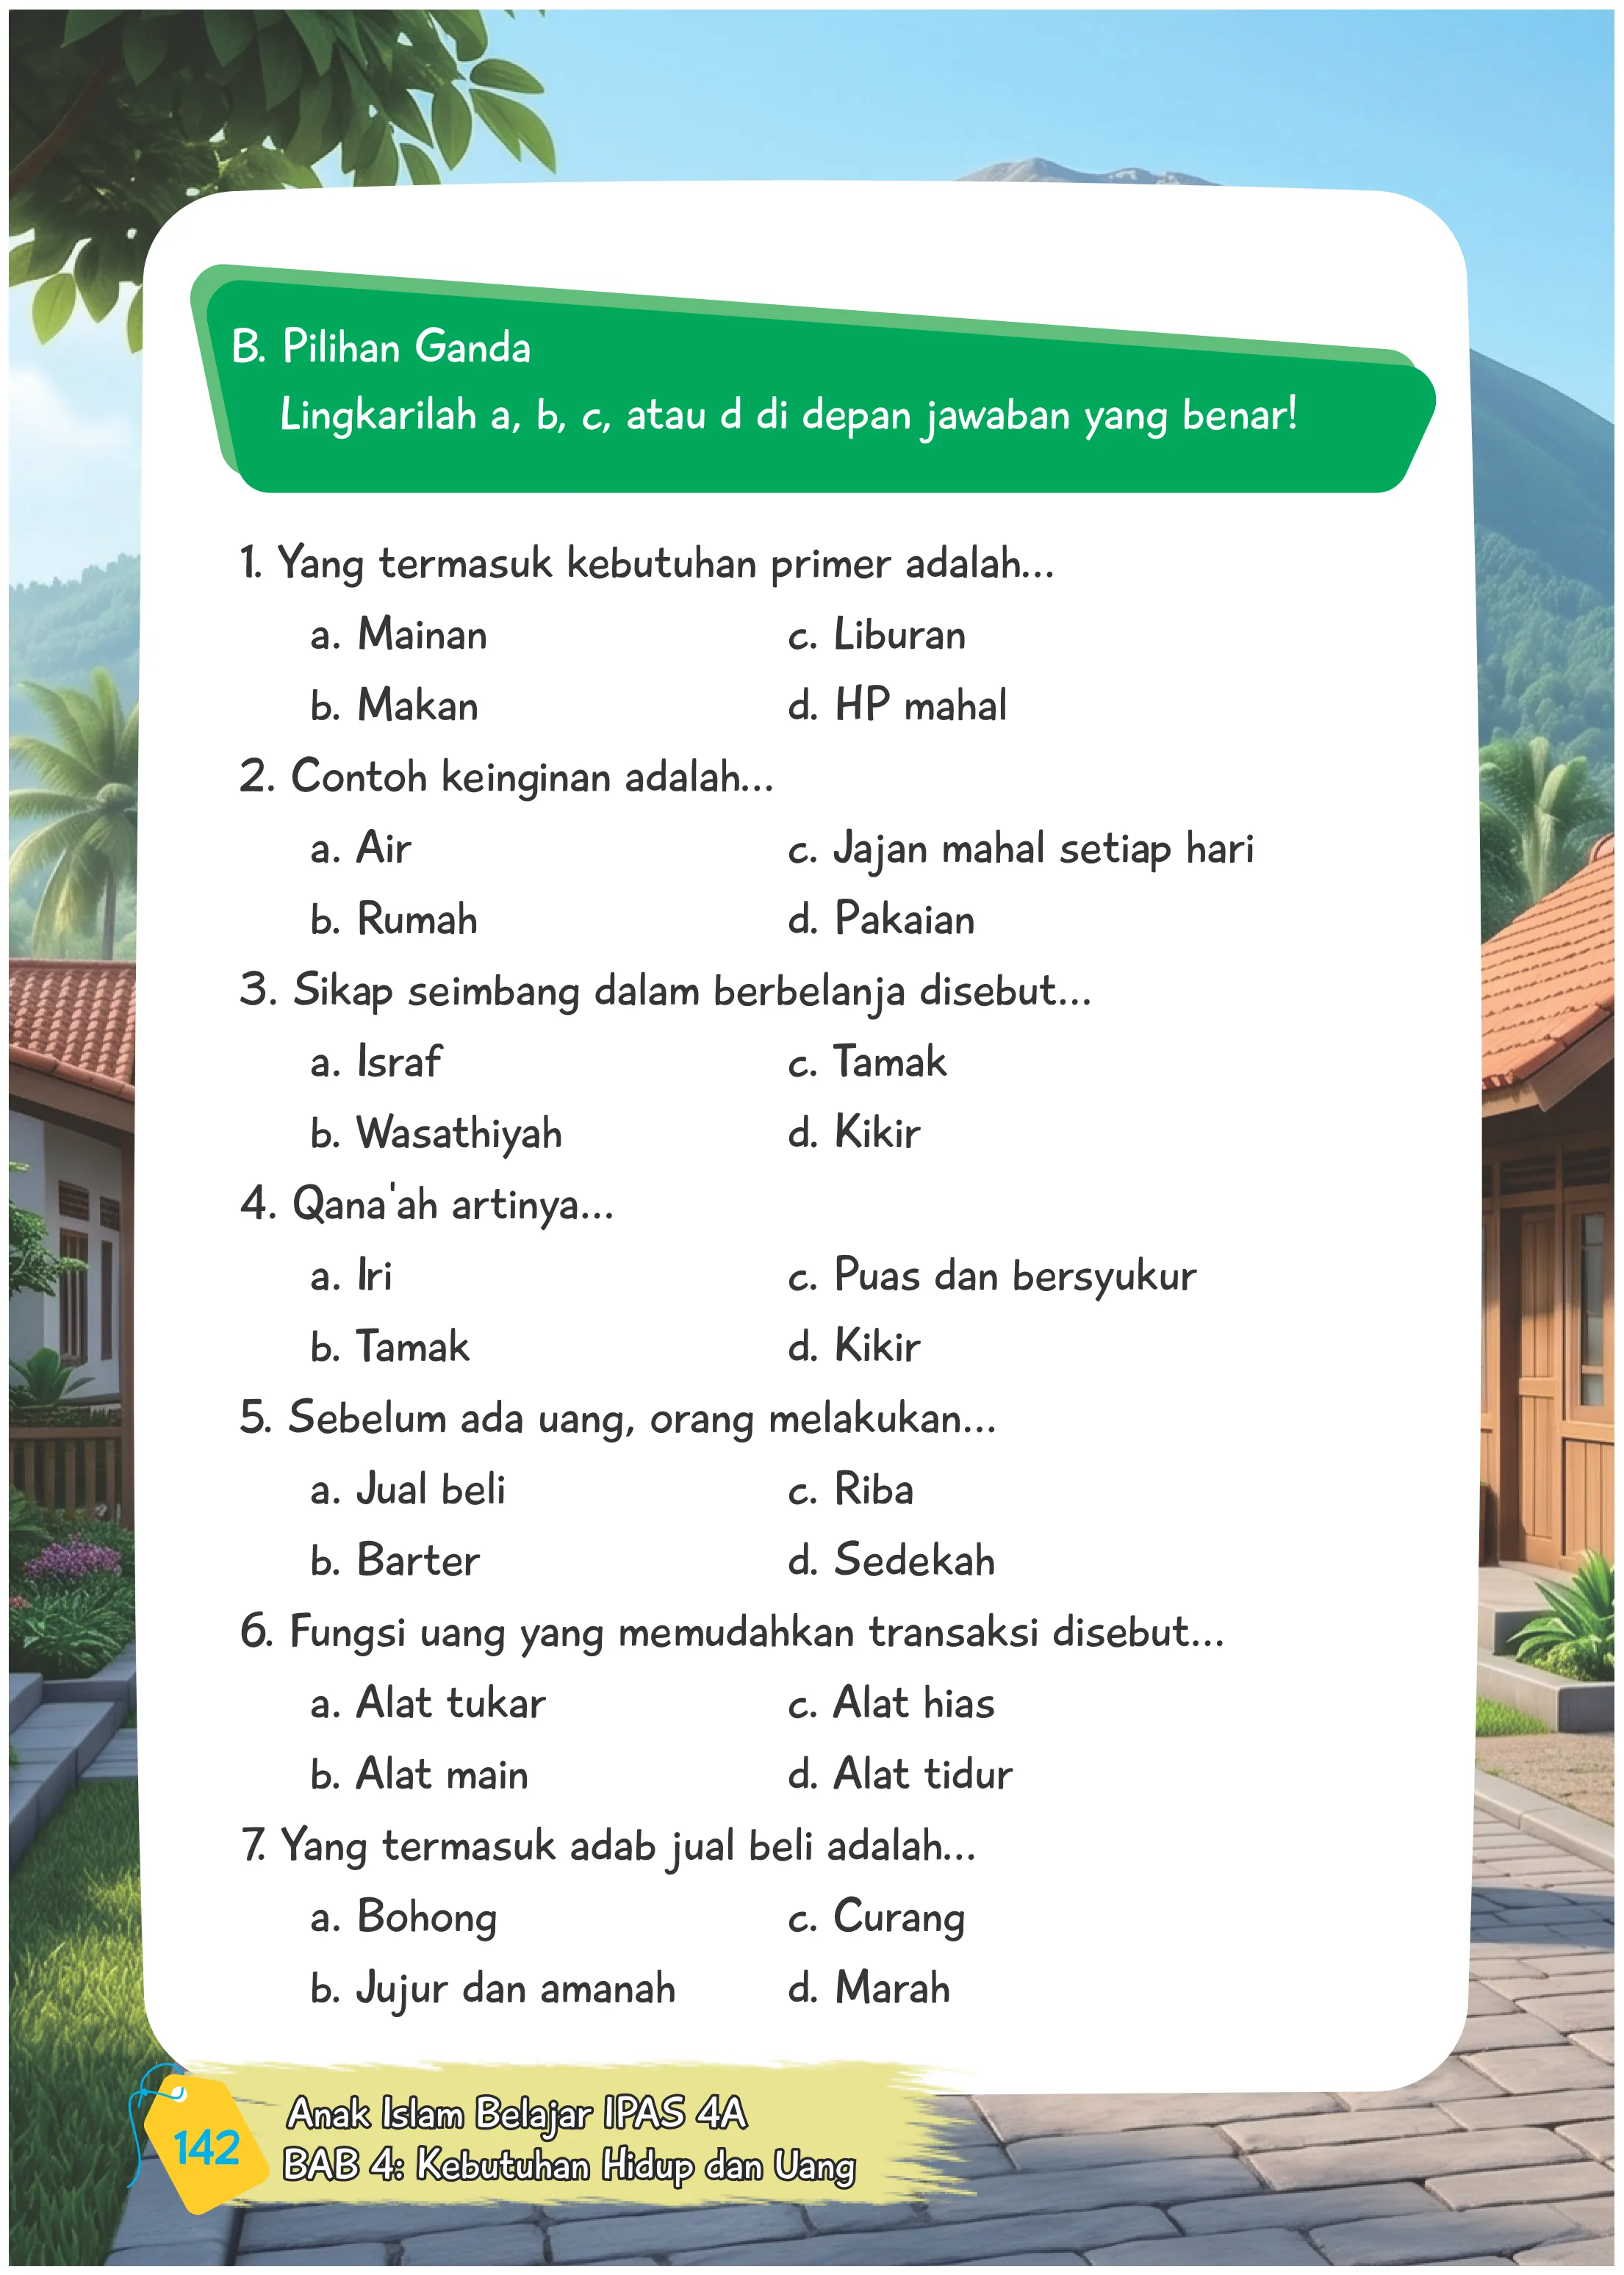 B. Pilihan Ganda
Lingkarilah a, b, c, atau d di depan jawaban yang benar!
1. Yang termasuk kebutuhan primer adalah...
a. Mainan
c. Liburan
b. Makan
d. HP mahal
2. Contoh keinginan adalah...
a. Air
c. Jajan mahal setiap hari
b. Rumah
d. Pakaian
3. Sikap seimbang dalam berbelanja disebut...
a. Israf
c. Tamak
b. Wasathiyah
d. Kikir
4. Qana'ah artinya...
a. Iri
c. Puas dan bersyukur
b. Tamak
d. Kikir
5. Sebelum ada uang, orang melakukan...
a. Jual beli
c. Riba
b. Barter
d. Sedekah
6. Fungsi uang yang memudahkan transaksi disebut...
a. Alat tukar
c. Alat hias
b. Alat main
d. Alat tidur
7. Yang termasuk adab jual beli adalah...
a. Bohong
c. Curang
b. Jujur dan amanah
d. Marah
142
Anak Islam Belajar IPAS 4A
BAB 4: Kebutuhan Hidup dan Uang